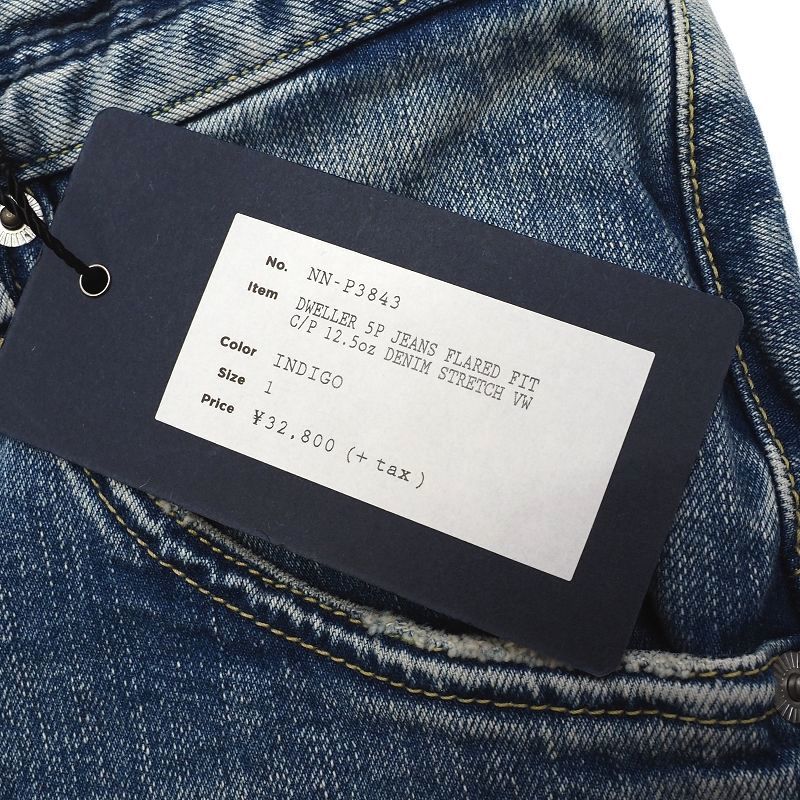 No. NN-P3843
Item DWELLER 5P JEANS FLARED FIT
C/P 12.5oz DENIM STRETCH VW
Color INDIGO
Size 1
Price ¥32,800 (+tax)